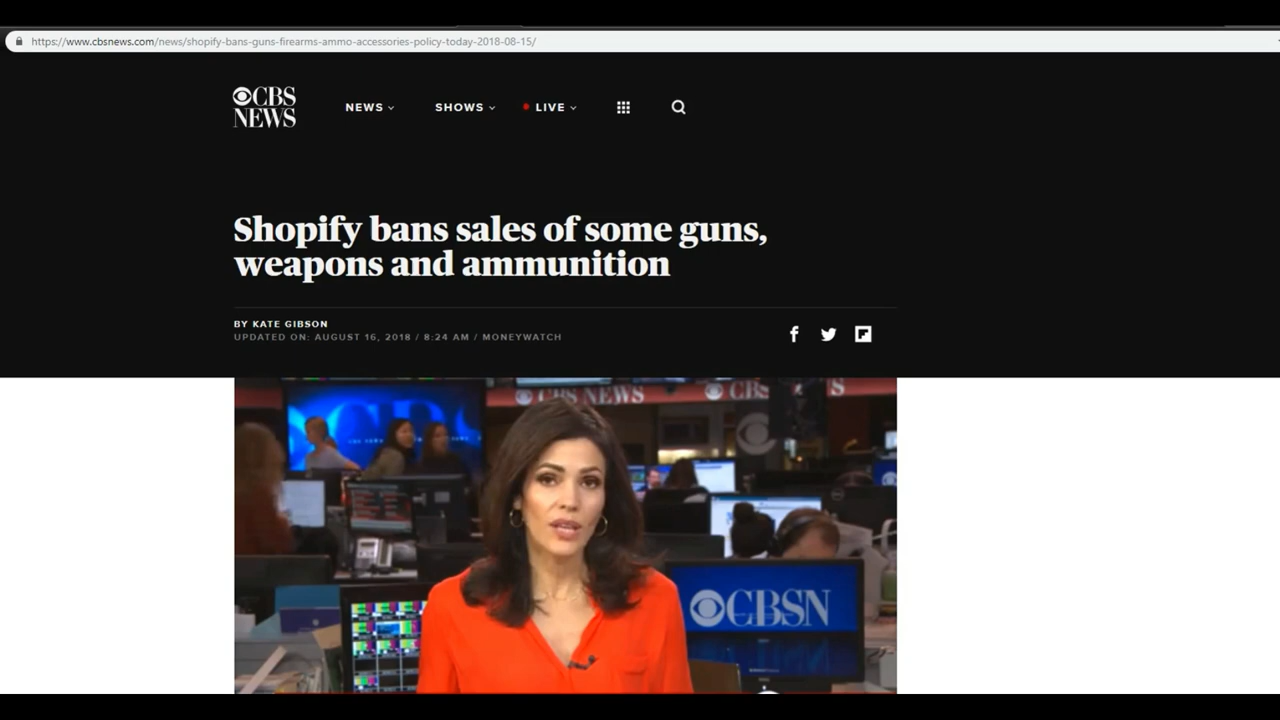 https://www.cbsnews.com/news/shopify-bans-guns-firearms-ammo-accessories-policy-today-2018-08-15/
CBS
NEWS
NEWS
SHOWS
LIVE
Shopify bans sales of some guns,
weapons and ammunition
BY KATE GIBSON
UPDATED ON: AUGUST 16, 2018 / 8:24 AM / MONEYWATCH
CBS NEWS
CBS
S
CBSN